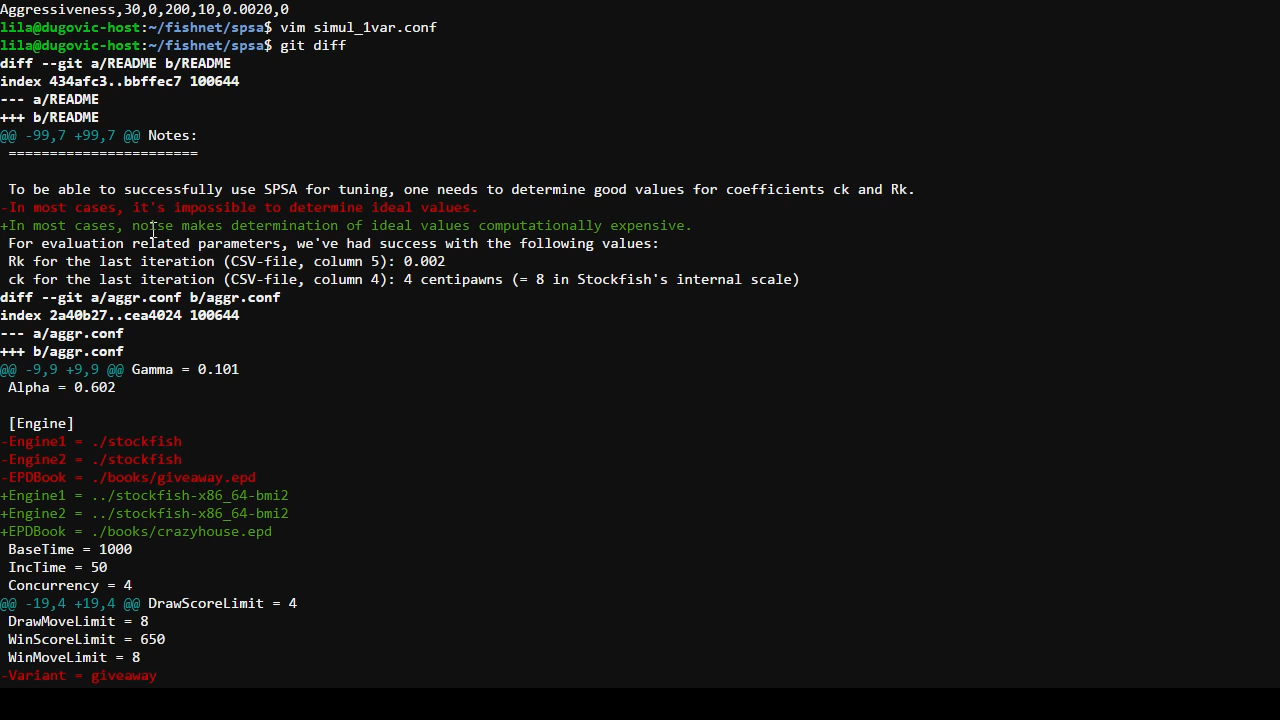 Aggressiveness,30,0,200,10,0.0020,0
lila@dugovic-host:~/fishnet/spsa$ vim simul_1var.conf
lila@dugovic-host:~/fishnet/spsa$ git diff
diff --git a/README b/README
index 434afc3..bbffec7 100644
--- a/README
+++ b/README
@@ -99,7 +99,7 @@ Notes:
 =======================

 To be able to successfully use SPSA for tuning, one needs to determine good values for coefficients ck and Rk.
-In most cases, it's impossible to determine ideal values.
+In most cases, noise makes determination of ideal values computationally expensive.
 For evaluation related parameters, we've had success with the following values:
 Rk for the last iteration (CSV-file, column 5): 0.002
 ck for the last iteration (CSV-file, column 4): 4 centipawns (= 8 in Stockfish's internal scale)
diff --git a/aggr.conf b/aggr.conf
index 2a40b27..cea4024 100644
--- a/aggr.conf
+++ b/aggr.conf
@@ -9,9 +9,9 @@ Gamma = 0.101
 Alpha = 0.602

 [Engine]
-Engine1 = ./stockfish
-Engine2 = ./stockfish
-EPDBook = ./books/giveaway.epd
+Engine1 = ../stockfish-x86_64-bmi2
+Engine2 = ../stockfish-x86_64-bmi2
+EPDBook = ./books/crazyhouse.epd
 BaseTime = 1000
 IncTime = 50
 Concurrency = 4
@@ -19,4 +19,4 @@ DrawScoreLimit = 4
 DrawMoveLimit = 8
 WinScoreLimit = 650
 WinMoveLimit = 8
-Variant = giveaway